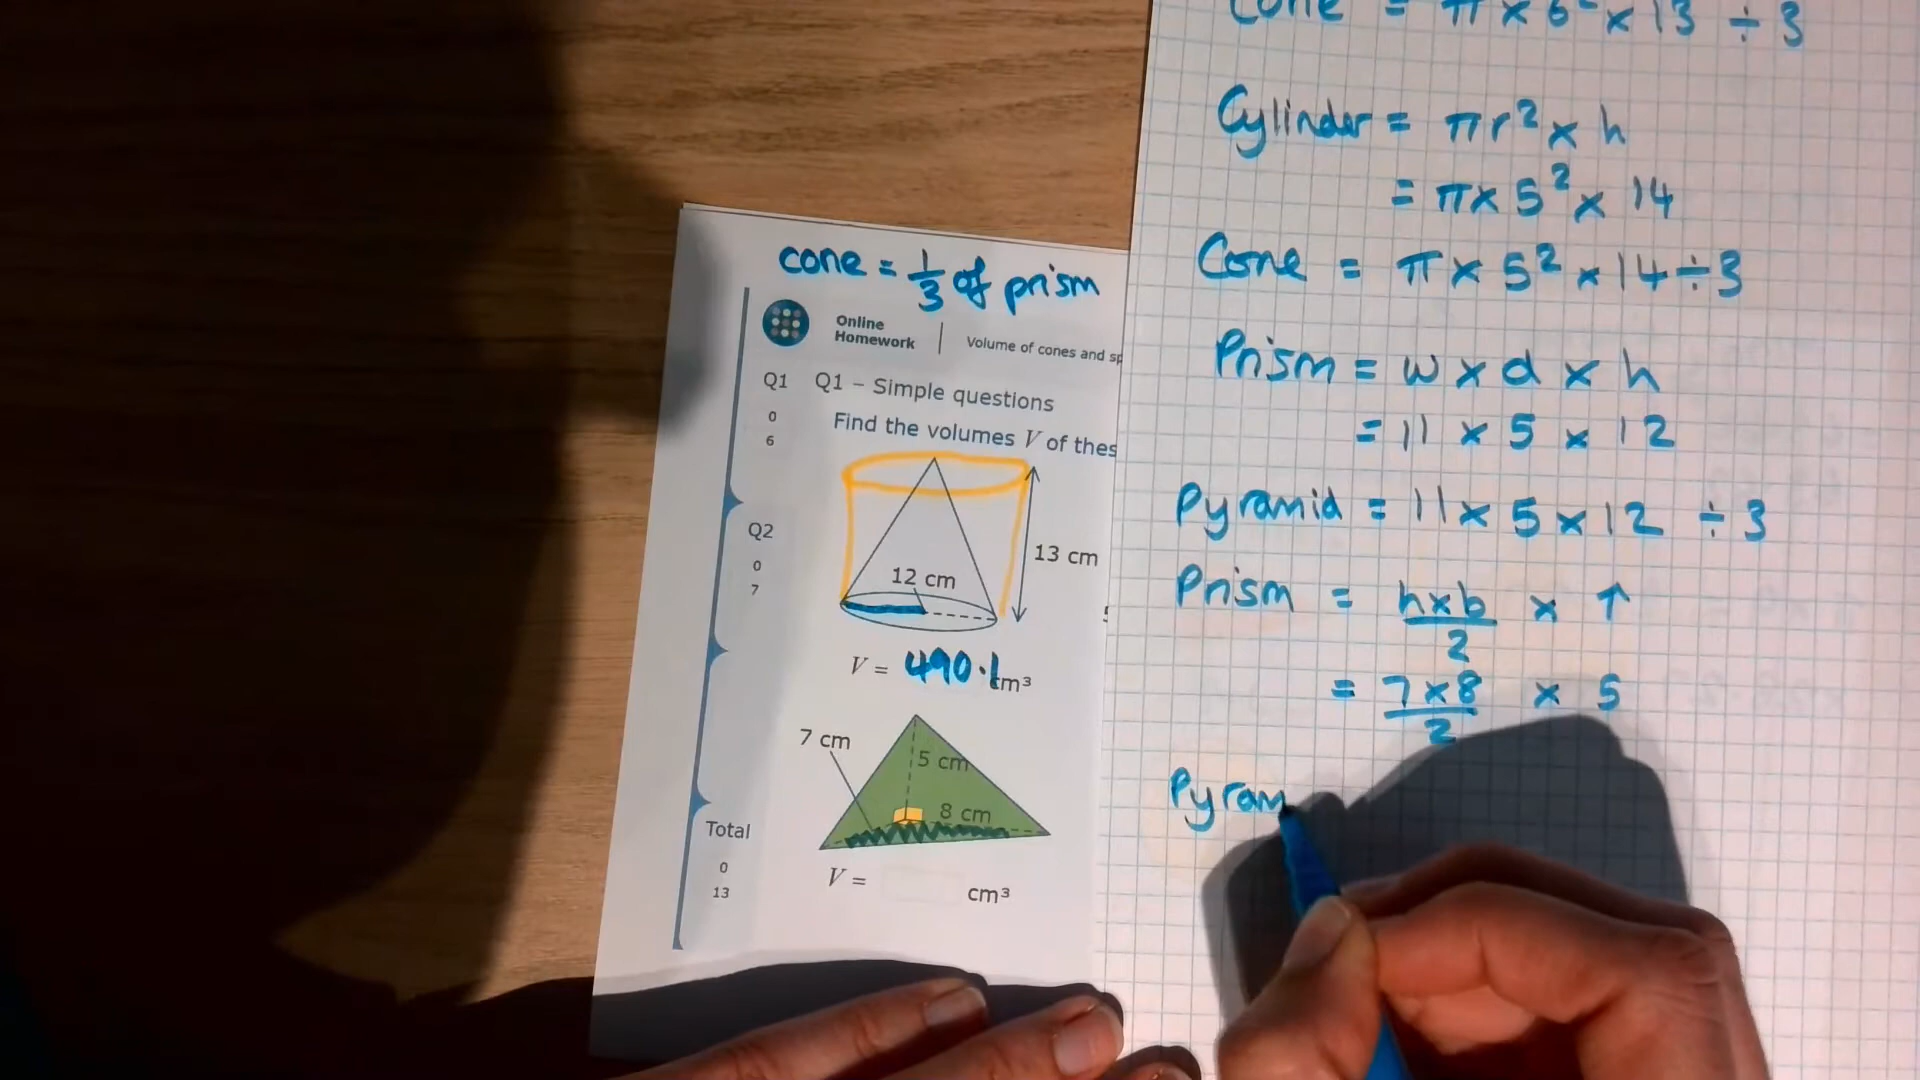 cone = 1/3 of prism
Online
Homework
Volume of cones and sp
Q1
0
6
Q1 – Simple questions
Find the volumes V of thes
13 cm
12 cm
V = 490·1 cm³
Q2
0
7
7 cm
5 cm
8 cm
V = cm³
Total
0
13
Cone = π x 6² x 13 ÷ 3
Cylinder = πr² x h
= π x 5² x 14
Cone = π x 5² x 14 ÷ 3
Prism = w x d x h
= 11 x 5 x 12
Pyramid = 11 x 5 x 12 ÷ 3
Prism = hxb/2 x ↑
= 7x8/2 x 5
Pyram